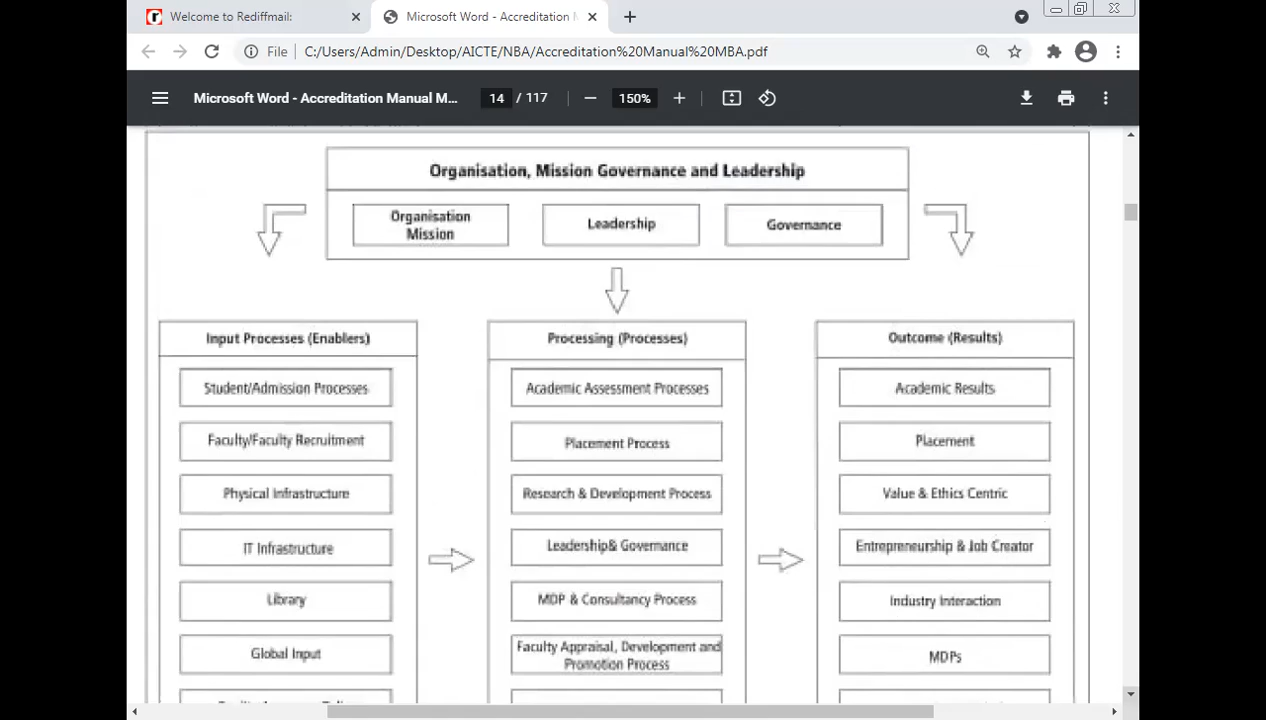 Welcome to Rediffmail:
Microsoft Word - Accreditation M
File
C:/Users/Admin/Desktop/AICTE/NBA/Accreditation%20Manual%20MBA.pdf
Microsoft Word - Accreditation Manual M...
14 / 117
150%
Organisation, Mission Governance and Leadership
Organisation
Mission
Leadership
Governance
Input Processes (Enablers)
Student/Admission Processes
Faculty/Faculty Recruitment
Physical Infrastructure
IT Infrastructure
Library
Global Input
Processing (Processes)
Academic Assessment Processes
Placement Process
Research & Development Process
Leadership& Governance
MDP & Consultancy Process
Faculty Appraisal, Development and
Promotion Process
Outcome (Results)
Academic Results
Placement
Value & Ethics Centric
Entrepreneurship & Job Creator
Industry Interaction
MDPs